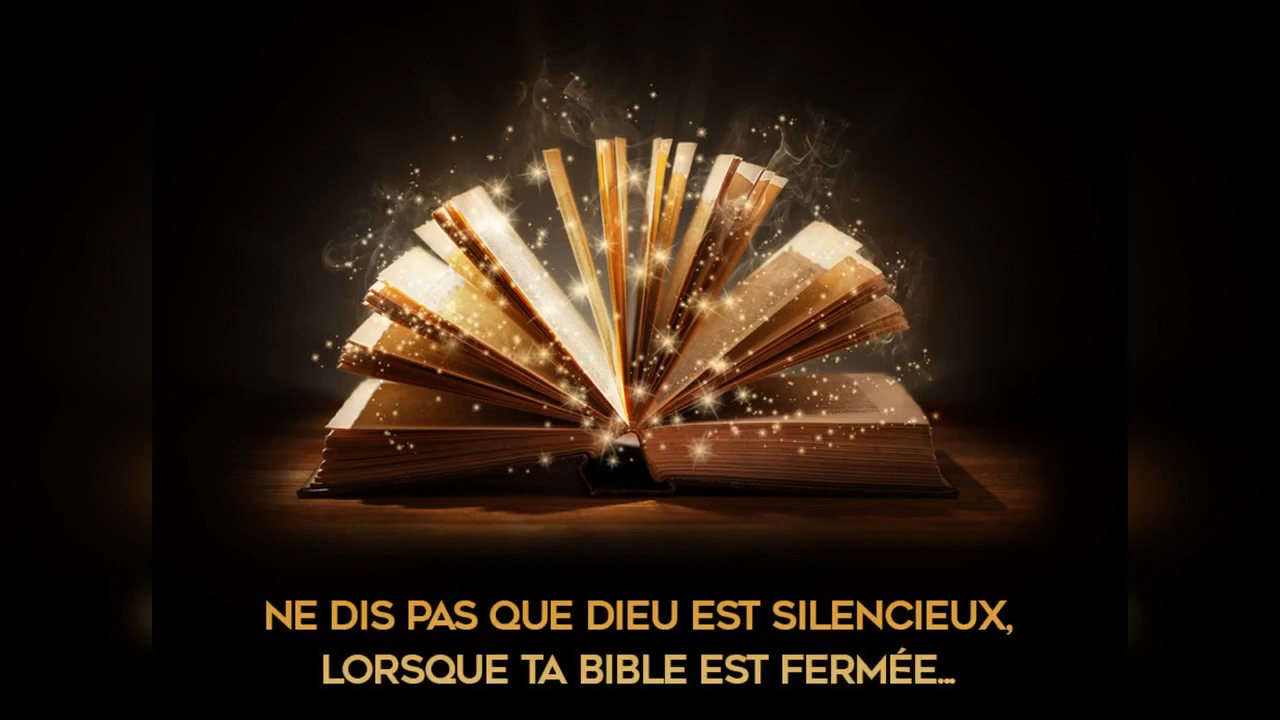 NE DIS PAS QUE DIEU EST SILENCIEUX,
LORSQUE TA BIBLE EST FERMÉE...